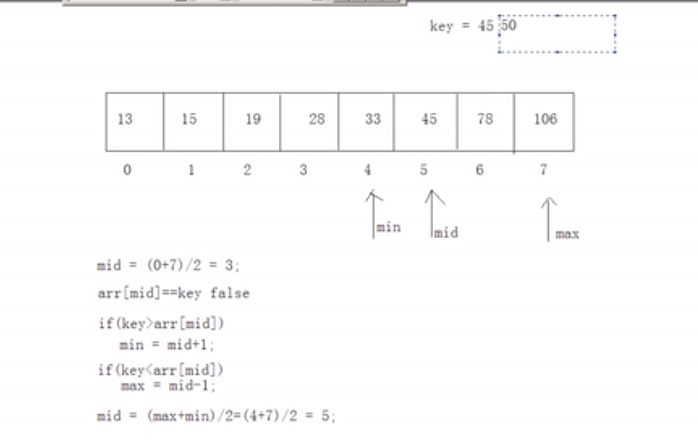 key = 45 50
13 15 19 28 33 45 78 106
0 1 2 3 4 5 6 7
min mid max
mid = (0+7)/2 = 3;
arr[mid]==key false
if(key>arr[mid])
min = mid+1;
if(key<arr[mid])
max = mid-1;
mid = (max+min)/2=(4+7)/2 = 5;